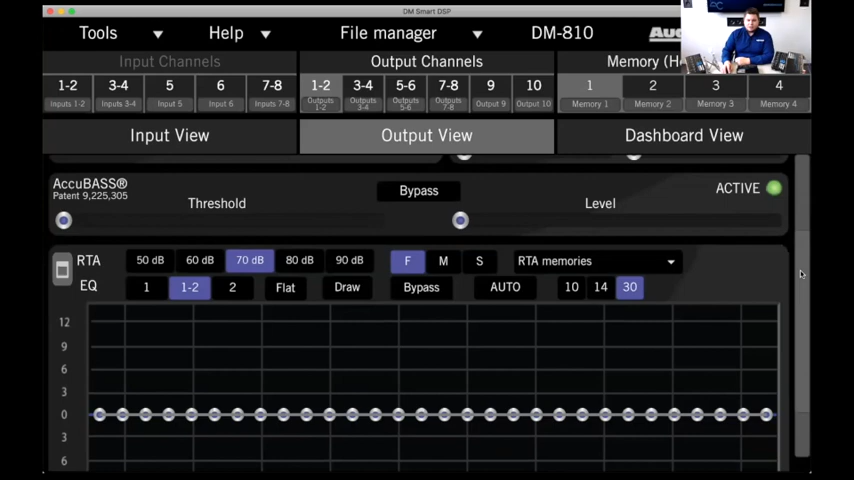 DM Smart DSP
Tools Help File manager DM-810
Input Channels Output Channels Memory
1-2 3-4 5 6 7-8 1-2 3-4 5-6 7-8 9 10 1 2 3 4
Inputs 1-2 Inputs 3-4 Input 5 Input 6 Inputs 7-8 Outputs 1-2 Outputs 3-4 Outputs 5-6 Outputs 7-8 Output 9 Output 10 Memory 1 Memory 2 Memory 3 Memory 4
Input View Output View Dashboard View
AccuBASS® Bypass ACTIVE
Patent 9,225,305
Threshold Level
RTA 50 dB 60 dB 70 dB 80 dB 90 dB F M S RTA memories
EQ 1 1-2 2 Flat Draw Bypass AUTO 10 14 30
12
9
6
3
0
3
6